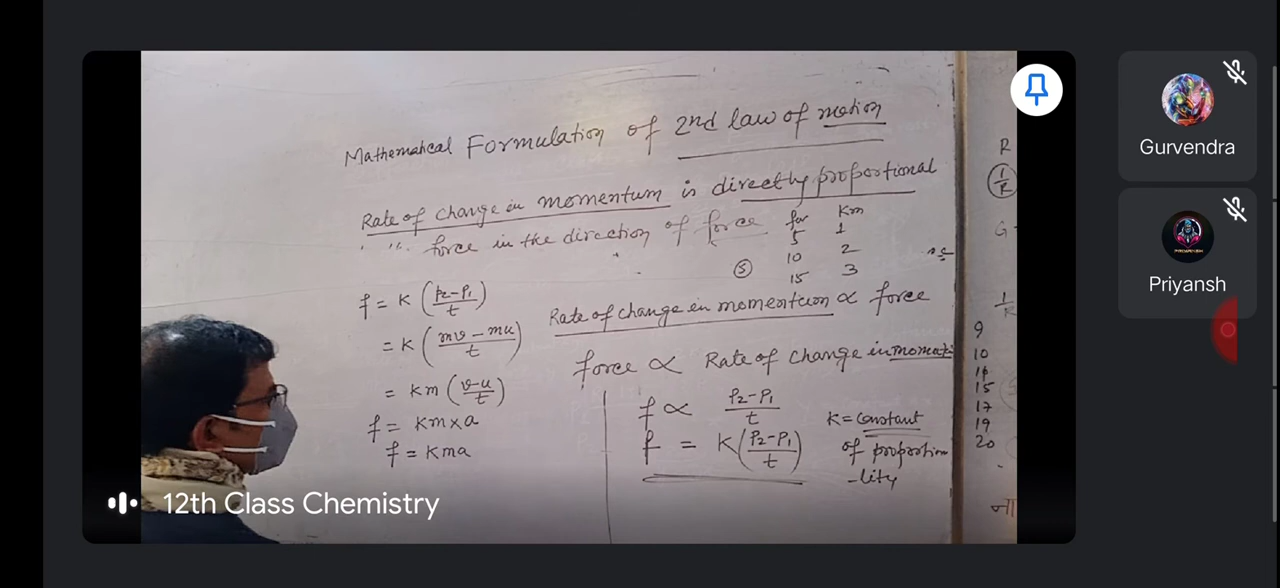 Mathematical Formulation of 2nd law of motion
Rate of change in momentum is directly proportional
" " force in the direction of force
for Km
5 1
10 2
15 3
(5)
f = K (P2-P1/t)
= K (mv - mu/t)
= Km (v-u/t)
f = Km x a
f = Kma
Rate of change in momentum ∝ force
force ∝ Rate of change in
f ∝ P2-P1/t
f = K(P2-P1/t)
K = constant
of proportion
-lity
R
1/R
G
1/R
9
10
15
17
19
20
ना
12th Class Chemistry
Gurvendra
Priyansh